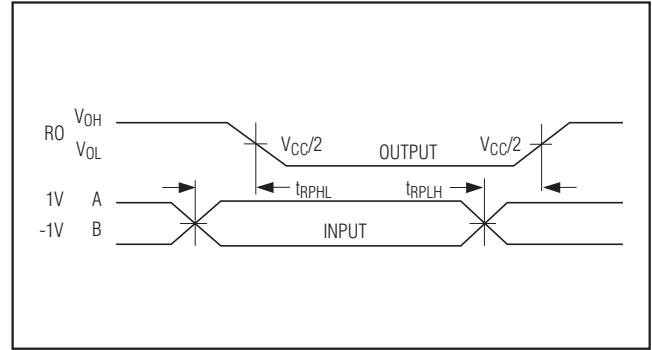 RO VOH
VOL
VCC/2 OUTPUT VCC/2
tRPHL tRPLH
1V A
-1V B INPUT